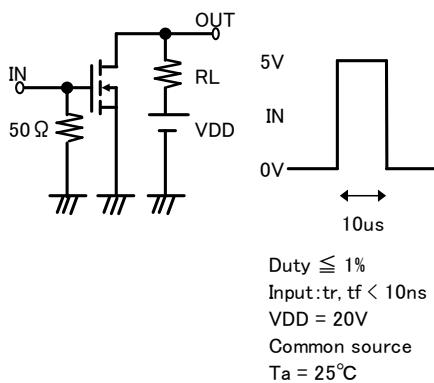 OUT
IN
RL
50Ω
VDD
5V
IN
0V
10us
Duty ≦ 1%
Input:tr, tf < 10ns
VDD = 20V
Common source
Ta = 25℃